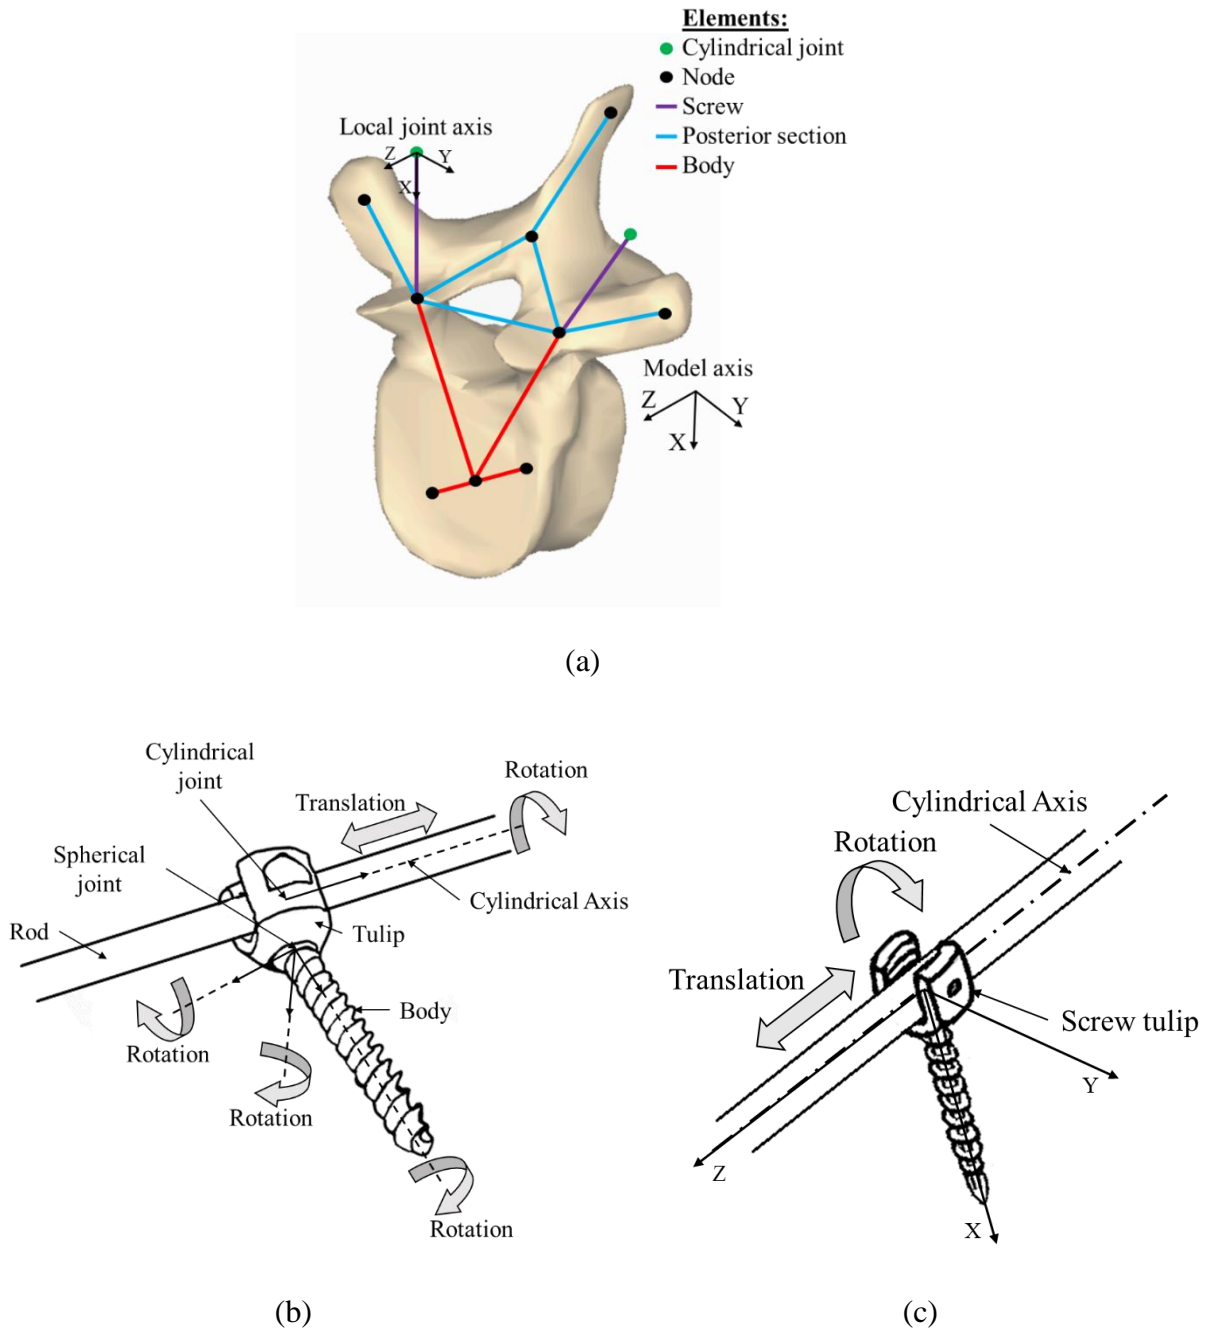 Elements:
Cylindrical joint
Node
Screw
Posterior section
Body
Local joint axis
Z
Y
X
Model axis
Z
Y
X
(a)
Cylindrical
joint
Translation
Rotation
Spherical
joint
Cylindrical Axis
Rod
Tulip
Body
Rotation
Rotation
Rotation
(b)
Cylindrical Axis
Rotation
Translation
Screw tulip
Y
Z
X
(c)